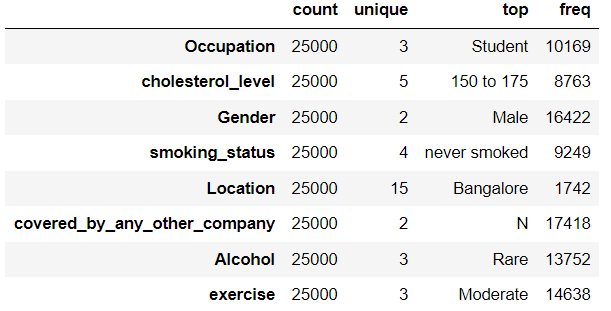 count unique top freq
Occupation 25000 3 Student 10169
cholesterol_level 25000 5 150 to 175 8763
Gender 25000 2 Male 16422
smoking_status 25000 4 never smoked 9249
Location 25000 15 Bangalore 1742
covered_by_any_other_company 25000 2 N 17418
Alcohol 25000 3 Rare 13752
exercise 25000 3 Moderate 14638